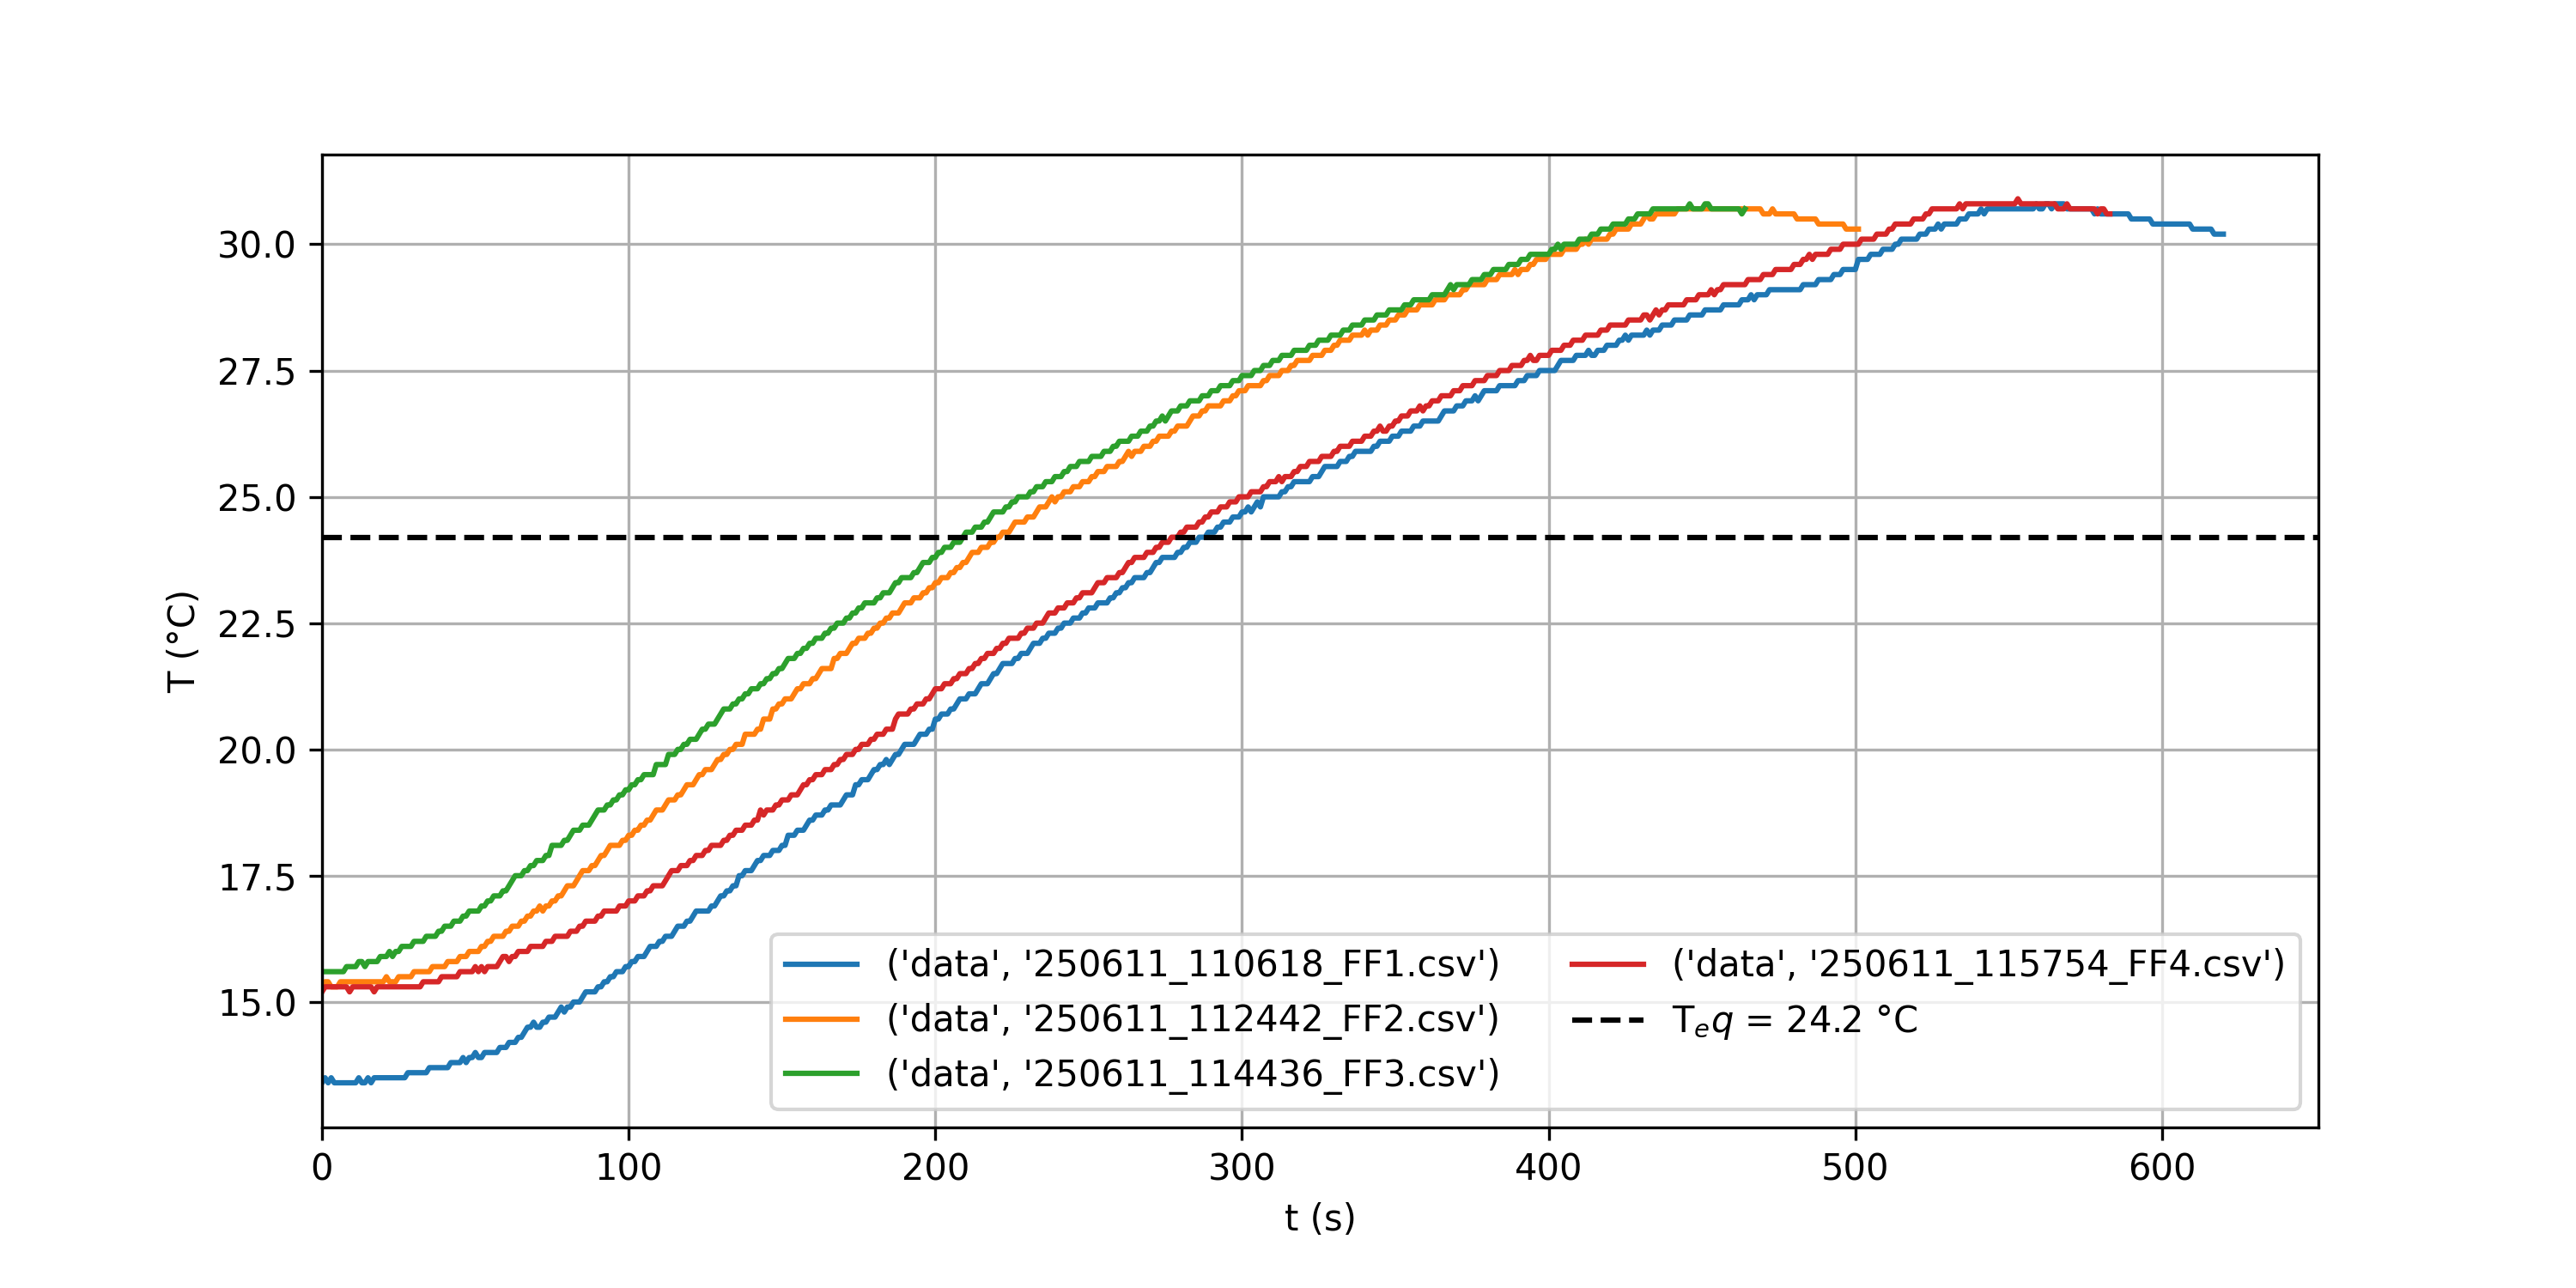 30.0
27.5
25.0
22.5
20.0
17.5
15.0
T (°C)
0 100 200 300 400 500 600
t (s)
('data', '250611_110618_FF1.csv')
('data', '250611_112442_FF2.csv')
('data', '250611_114436_FF3.csv')
('data', '250611_115754_FF4.csv')
Teq = 24.2 °C